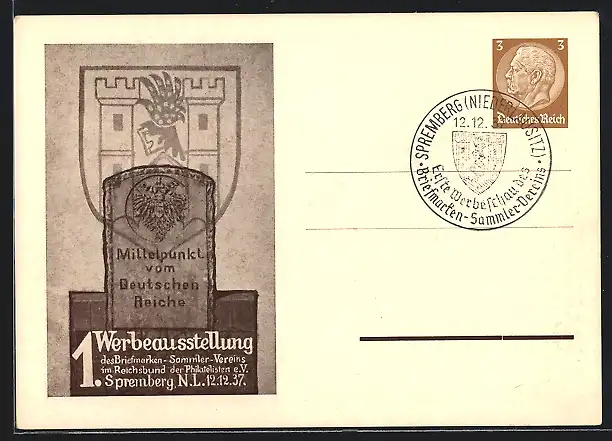 Mittelpunkt
vom
Deutschen
Reiche
1. Werbeausstellung
des Briefmarken-Sammler-Vereins
im Reichsbund der Philatelisten e.V.
Spremberg, N.L. 12.12.37.
3 3
Deutsches Reich
SPREMBERG (NIEDERLAUSITZ)
12.12.37
Erste Werbeschau des
Briefmarken-Sammler-Vereins